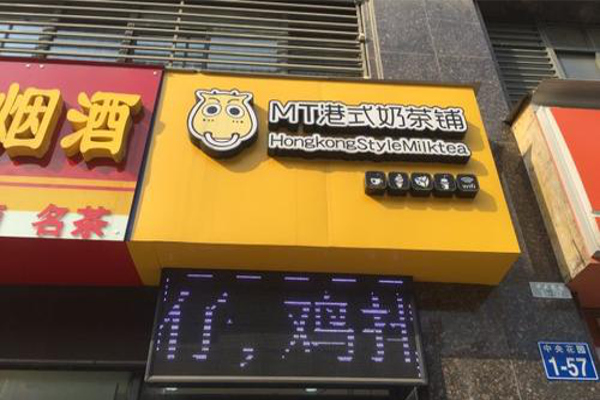 烟酒
名茶
MT港式奶茶铺
HongkongStyleMilktea
wifi
鸡
中央花园
1-57